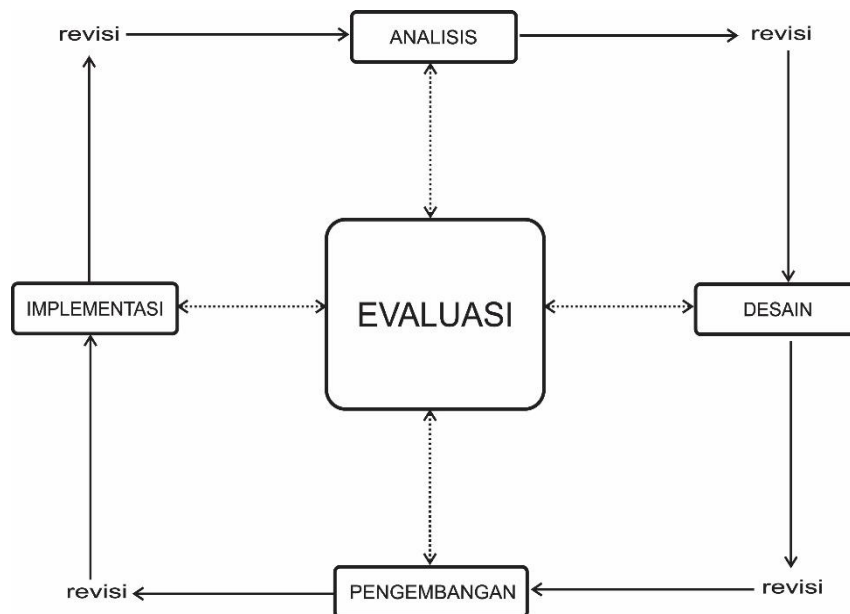 revisi
ANALISIS
revisi
IMPLEMENTASI
EVALUASI
DESAIN
revisi
PENGEMBANGAN
revisi